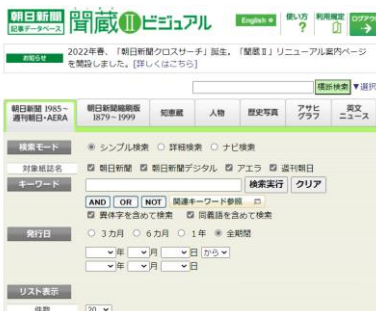 朝日新聞
記事データベース
聞蔵Ⅱビジュアル
English
使い方
?
利用規定
ログアウト
お知らせ
2022年春、「朝日新聞クロスサーチ」誕生。「聞蔵Ⅱ」リニューアル案内ページ
を開設しました。[詳しくはこちら]
横断検索 ▼選択
朝日新聞 1985～
週刊朝日・AERA
朝日新聞縮刷版
1879～1999
知恵蔵
人物
歴史写真
アサヒ
グラフ
英文
ニュース
検索モード
シンプル検索 詳細検索 ナビ検索
対象紙誌名
朝日新聞 朝日新聞デジタル アエラ 週刊朝日
キーワード
検索実行 クリア
AND OR NOT 関連キーワード参照
異体字を含めて検索 同義語を含めて検索
発行日
3カ月 6カ月 1年 全期間
年 月 日 から
年 月 日
リスト表示
件数
20